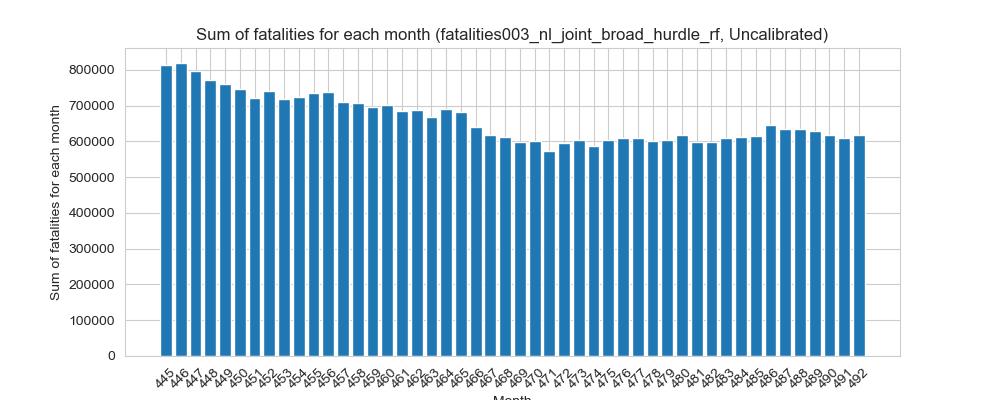 Sum of fatalities for each month (fatalities003_nl_joint_broad_hurdle_rf, Uncalibrated)
Sum of fatalities for each month
800000
700000
600000
500000
400000
300000
200000
100000
0
445 446 447 448 449 450 451 452 453 454 455 456 457 458 459 460 461 462 463 464 465 466 467 468 469 470 471 472 473 474 475 476 477 478 479 480 481 482 483 484 485 486 487 488 489 490 491 492
Month